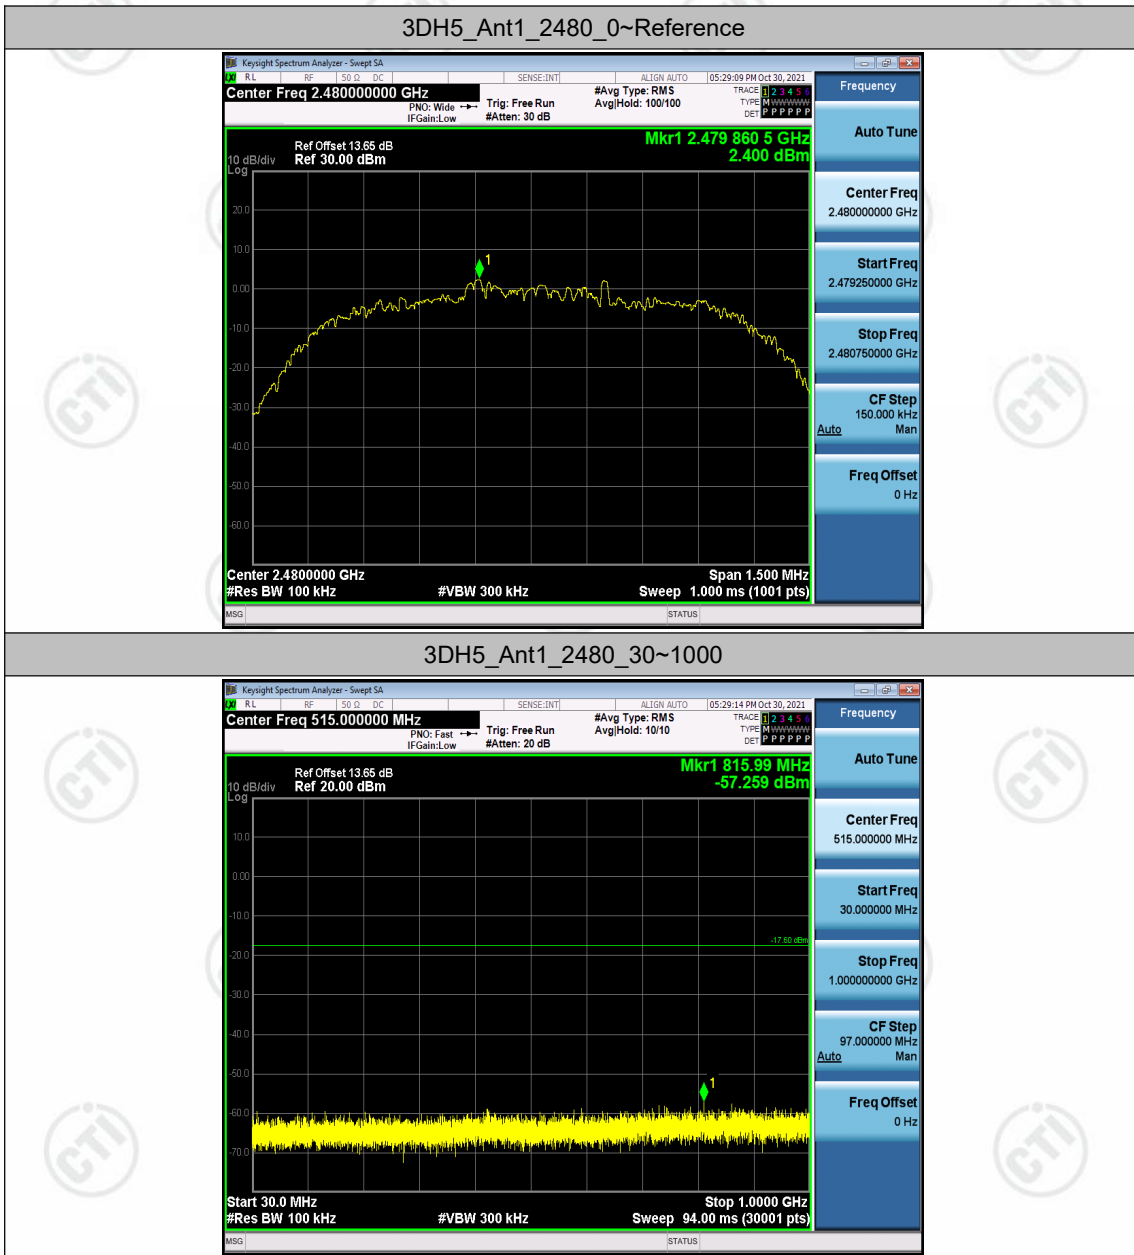 3DH5_Ant1_2480_0~Reference
Keysight Spectrum Analyzer - Swept SA
RL RF 50 Ω DC SENSE:INT ALIGN AUTO 05:29:09 PM Oct 30, 2021
Center Freq 2.480000000 GHz #Avg Type: RMS TRACE 1 2 3 4 5 6
PNO: Wide Trig: Free Run Avg|Hold: 100/100 TYPE M WWWWW
IFGain:Low #Atten: 30 dB DET P P P P P P
Mkr1 2.479 860 5 GHz
2.400 dBm
Ref Offset 13.65 dB
10 dB/div Ref 30.00 dBm
Log
20.0
10.0
0.00
-10.0
-20.0
-30.0
-40.0
-50.0
-60.0
1
Center 2.4800000 GHz Span 1.500 MHz
#Res BW 100 kHz #VBW 300 kHz Sweep 1.000 ms (1001 pts)
MSG STATUS
Frequency
Auto Tune
Center Freq
2.480000000 GHz
Start Freq
2.479250000 GHz
Stop Freq
2.480750000 GHz
CF Step
150.000 kHz
Auto Man
Freq Offset
0 Hz
3DH5_Ant1_2480_30~1000
Keysight Spectrum Analyzer - Swept SA
RL RF 50 Ω DC SENSE:INT ALIGN AUTO 05:29:14 PM Oct 30, 2021
Center Freq 515.000000 MHz #Avg Type: RMS TRACE 1 2 3 4 5 6
PNO: Fast Trig: Free Run Avg|Hold: 10/10 TYPE M WWWWW
IFGain:Low #Atten: 20 dB DET P P P P P P
Mkr1 815.99 MHz
-57.259 dBm
Ref Offset 13.65 dB
10 dB/div Ref 20.00 dBm
Log
10.0
0.00
-10.0
-17.60 dBm
-20.0
-30.0
-40.0
-50.0
-60.0
-70.0
1
Start 30.0 MHz Stop 1.0000 GHz
#Res BW 100 kHz #VBW 300 kHz Sweep 94.00 ms (30001 pts)
MSG STATUS
Frequency
Auto Tune
Center Freq
515.000000 MHz
Start Freq
30.000000 MHz
Stop Freq
1.000000000 GHz
CF Step
97.000000 MHz
Auto Man
Freq Offset
0 Hz
CTI
CTI
CTI
CTI
CTI
CTI